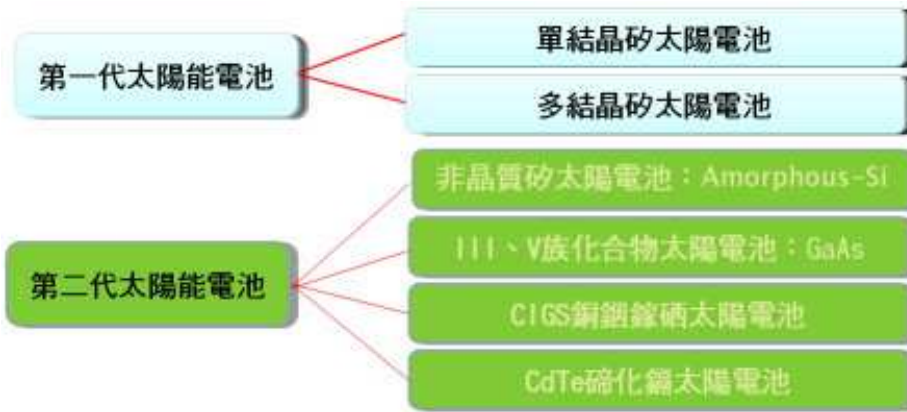 第一代太陽能電池
單結晶矽太陽電池
多結晶矽太陽電池
第二代太陽能電池
非晶質矽太陽電池：Amorphous-Si
III、V族化合物太陽電池：GaAs
CIGS銅銦鎵硒太陽電池
CdTe碲化鎘太陽電池